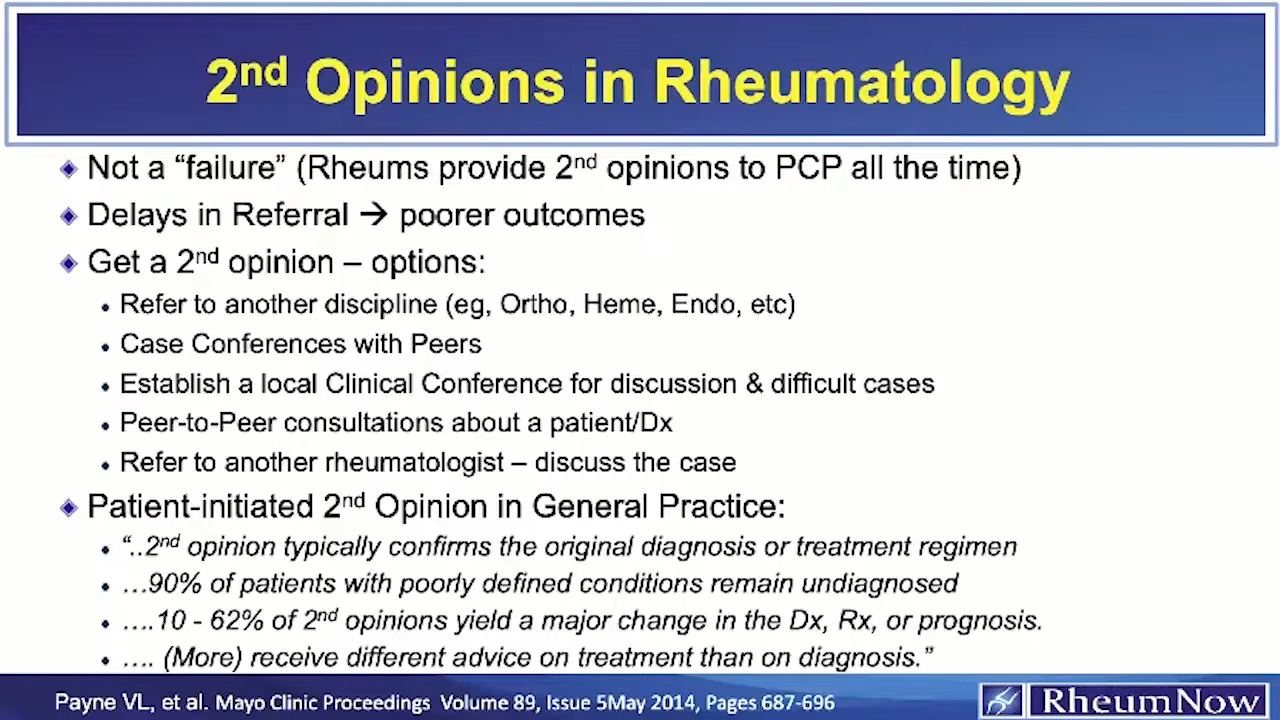 2nd Opinions in Rheumatology
Not a “failure” (Rheums provide 2nd opinions to PCP all the time)
Delays in Referral → poorer outcomes
Get a 2nd opinion – options:
Refer to another discipline (eg, Ortho, Heme, Endo, etc)
Case Conferences with Peers
Establish a local Clinical Conference for discussion & difficult cases
Peer-to-Peer consultations about a patient/Dx
Refer to another rheumatologist – discuss the case
Patient-initiated 2nd Opinion in General Practice:
“..2nd opinion typically confirms the original diagnosis or treatment regimen
…90% of patients with poorly defined conditions remain undiagnosed
….10 - 62% of 2nd opinions yield a major change in the Dx, Rx, or prognosis.
…. (More) receive different advice on treatment than on diagnosis.”
Payne VL, et al. Mayo Clinic Proceedings Volume 89, Issue 5May 2014, Pages 687-696
RheumNow